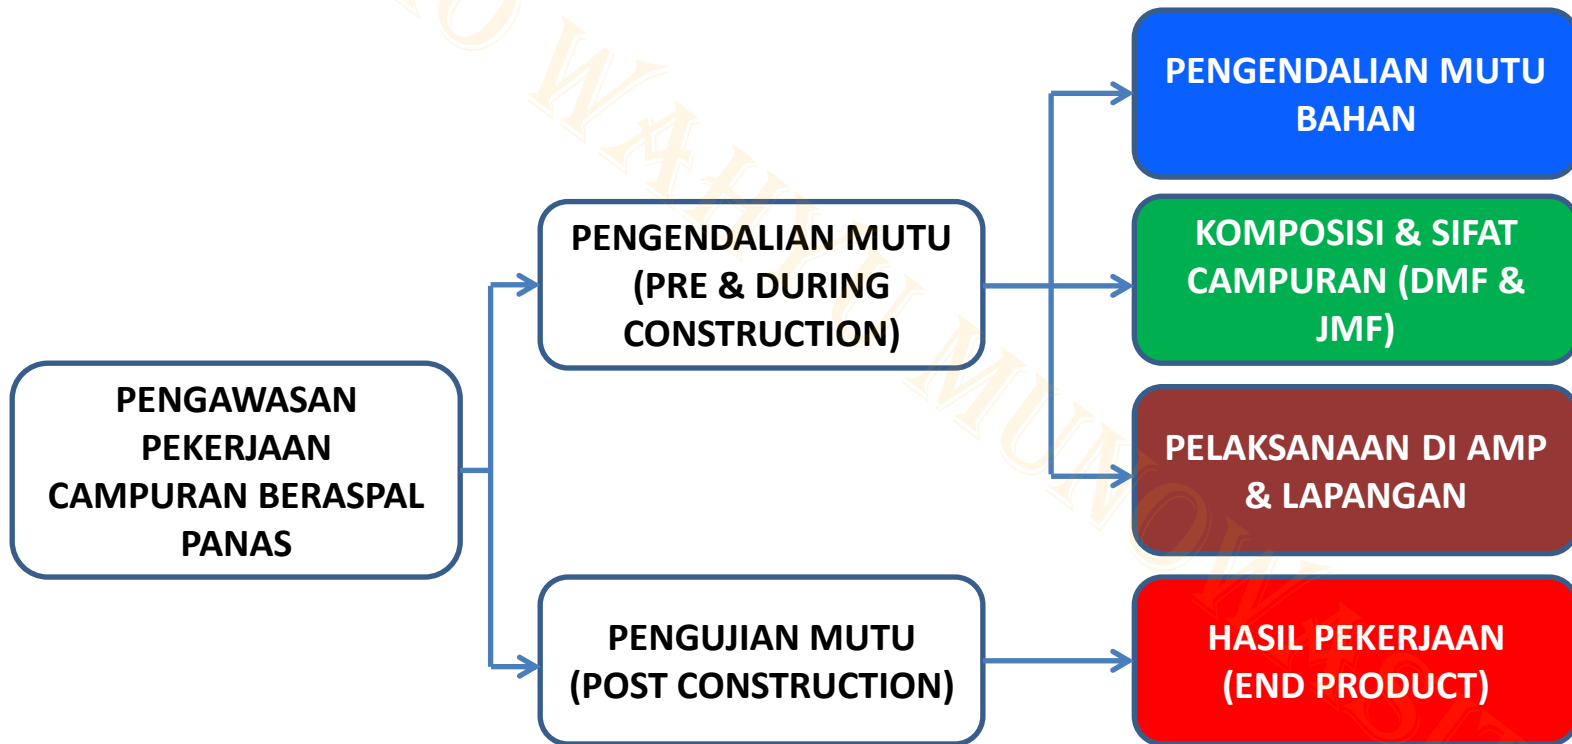 PENGAWASAN
PEKERJAAN
CAMPURAN BERASPAL
PANAS
PENGENDALIAN MUTU
(PRE & DURING
CONSTRUCTION)
PENGENDALIAN MUTU
BAHAN
KOMPOSISI & SIFAT
CAMPURAN (DMF &
JMF)
PELAKSANAAN DI AMP
& LAPANGAN
PENGUJIAN MUTU
(POST CONSTRUCTION)
HASIL PEKERJAAN
(END PRODUCT)
WAHYU